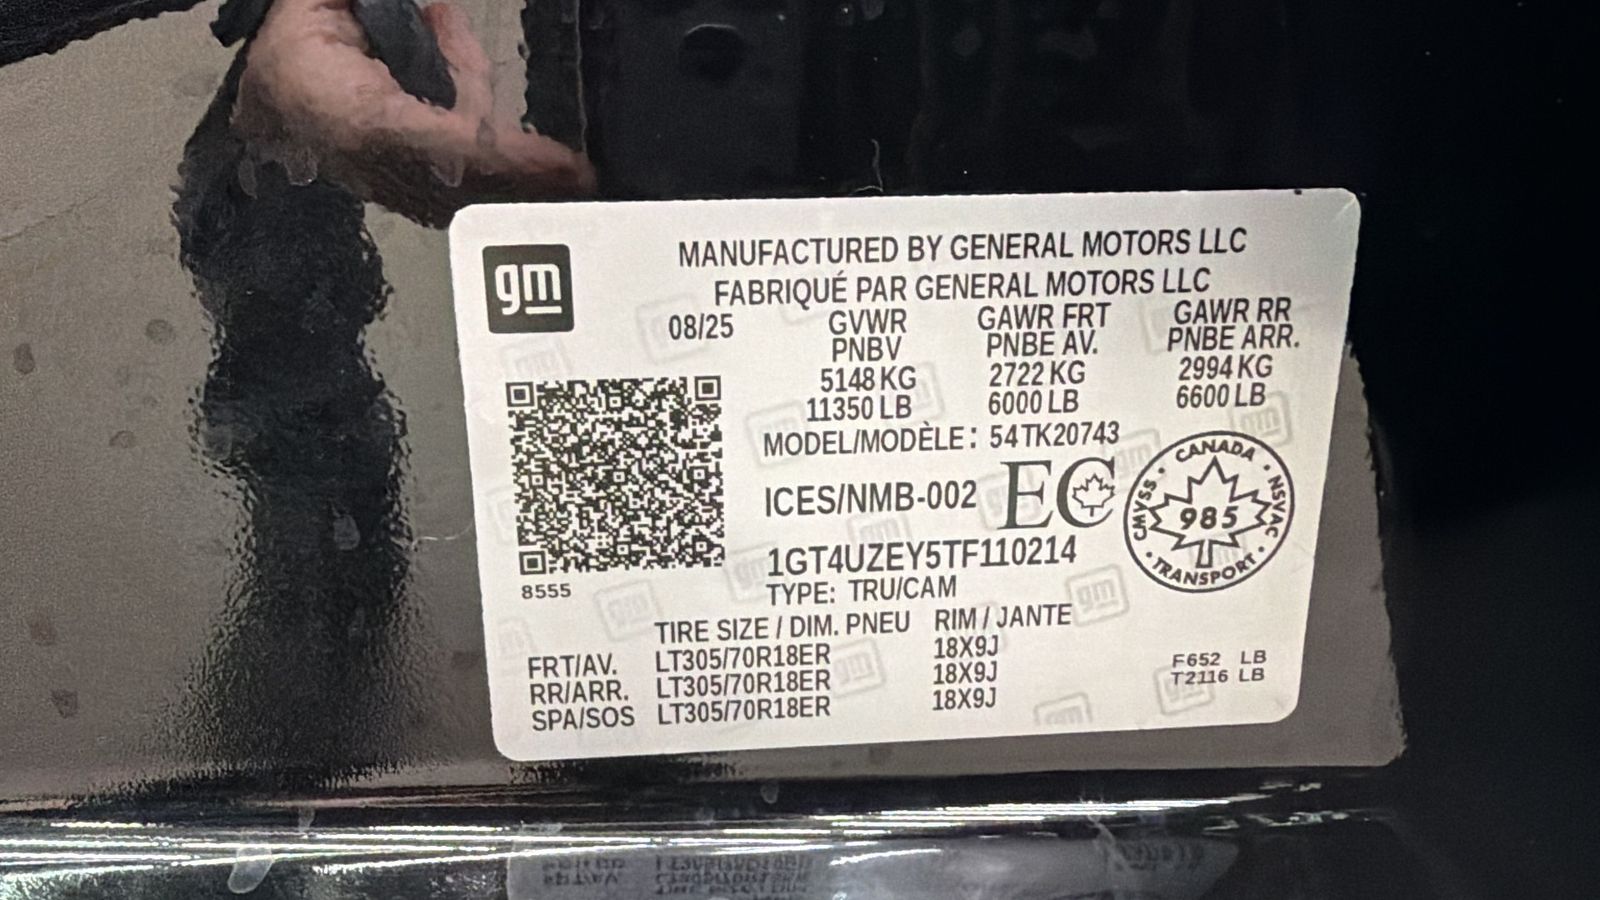 gm
MANUFACTURED BY GENERAL MOTORS LLC
FABRIQUÉ PAR GENERAL MOTORS LLC
08/25 GVWR GAWR FRT GAWR RR
PNBV PNBE AV. PNBE ARR.
5148 KG 2722 KG 2994 KG
11350 LB 6000 LB 6600 LB
MODEL/MODÈLE: 54TK20743
ICES/NMB-002 EC
CANADA · NSVAC · TRANSPORT · CMVSS
985
1GT4UZEY5TF110214
8555
TYPE: TRU/CAM
TIRE SIZE / DIM. PNEU RIM / JANTE
FRT/AV. LT305/70R18ER 18X9J
RR/ARR. LT305/70R18ER 18X9J
SPA/SOS LT305/70R18ER 18X9J
F652 LB
T2116 LB